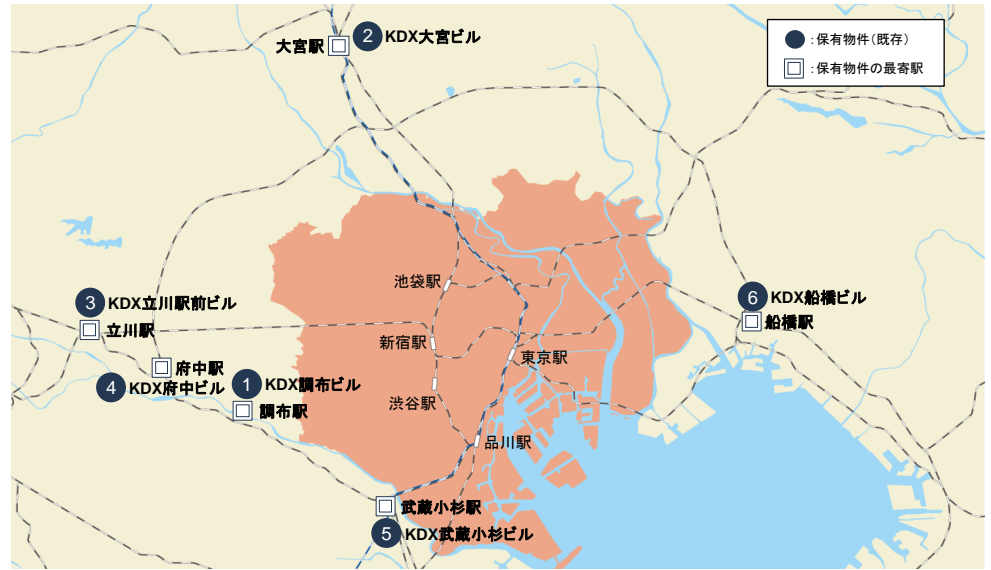 2 KDX大宮ビル
大宮駅
：保有物件（既存）
：保有物件の最寄駅
池袋駅
3 KDX立川駅前ビル
立川駅
6 KDX船橋ビル
船橋駅
新宿駅
東京駅
府中駅
4 KDX府中ビル
1 KDX調布ビル
調布駅
渋谷駅
品川駅
武蔵小杉駅
5 KDX武蔵小杉ビル